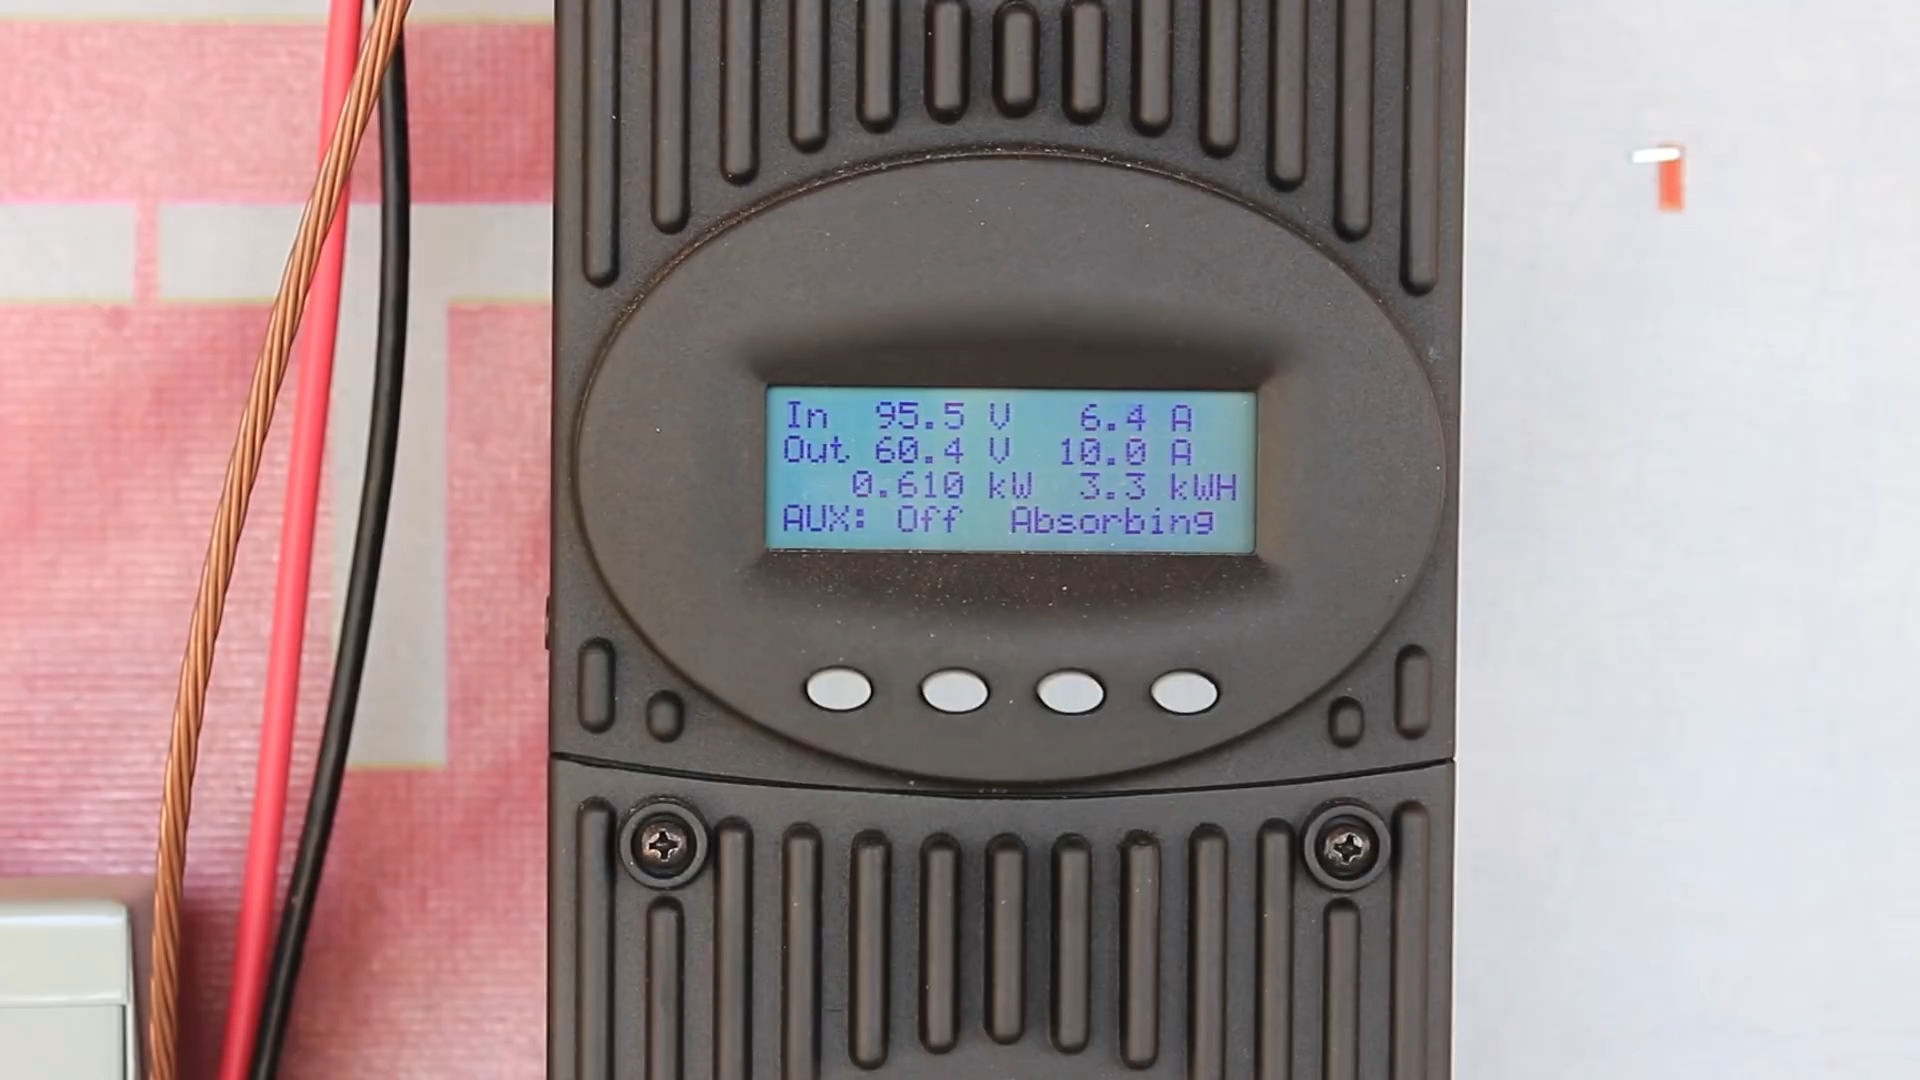 In 95.5 V 6.4 A
Out 60.4 V 10.0 A
0.610 kW 3.3 kWH
AUX: Off Absorbing